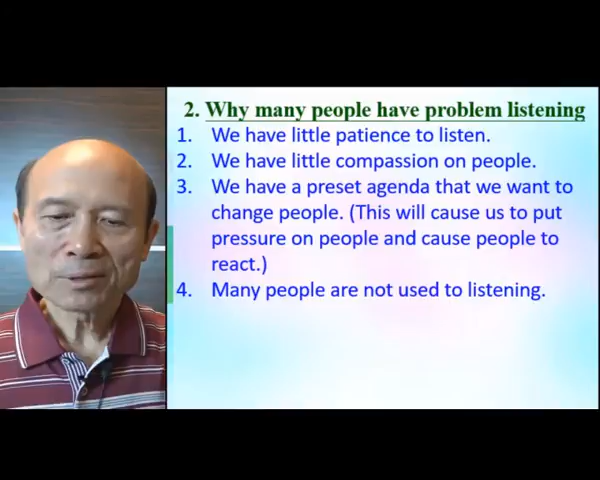 2. Why many people have problem listening
1. We have little patience to listen.
2. We have little compassion on people.
3. We have a preset agenda that we want to
change people. (This will cause us to put
pressure on people and cause people to
react.)
4. Many people are not used to listening.